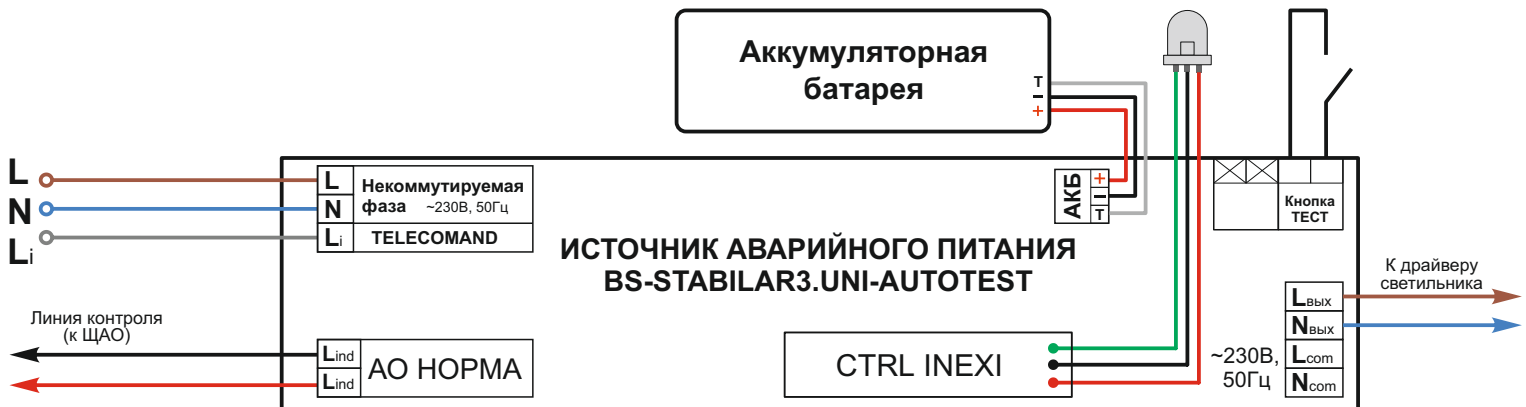 Аккумуляторная
батарея
T
–
+
L
N
Li
L
N
Li
Некоммутируемая
фаза ~230В, 50Гц
TELECOMAND
АКБ
+
–
T
Кнопка
ТЕСТ
ИСТОЧНИК АВАРИЙНОГО ПИТАНИЯ
BS-STABILAR3.UNI-AUTOTEST
К драйверу
светильника
Lвых
Nвых
Lcom
Ncom
~230В,
50Гц
Линия контроля
(к ЩАО)
Lind
Lind
АО НОРМА
CTRL INEXI